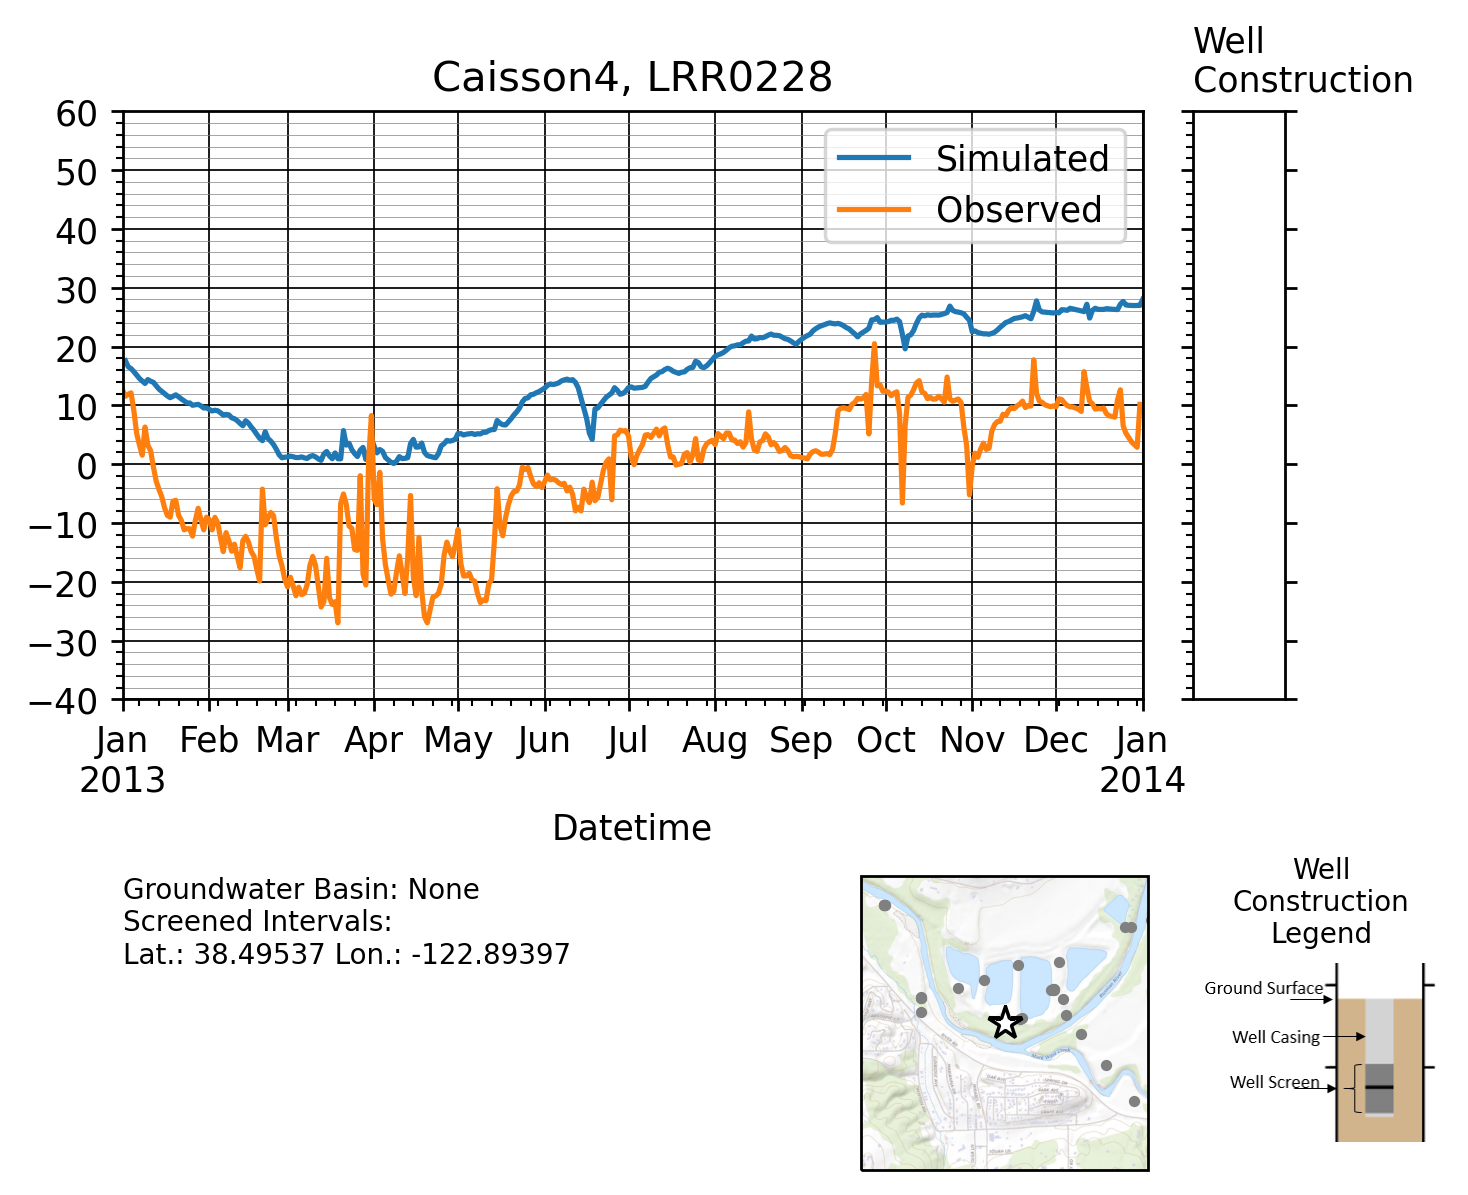 Well
Construction
Caisson4, LRR0228
60
50
40
30
20
10
0
−10
−20
−30
−40
Simulated
Observed
Jan Feb Mar Apr May Jun Jul Aug Sep Oct Nov Dec Jan
2013 2014
Datetime
Groundwater Basin: None
Screened Intervals:
Lat.: 38.49537 Lon.: -122.89397
Well
Construction
Legend
Ground Surface
Well Casing
Well Screen